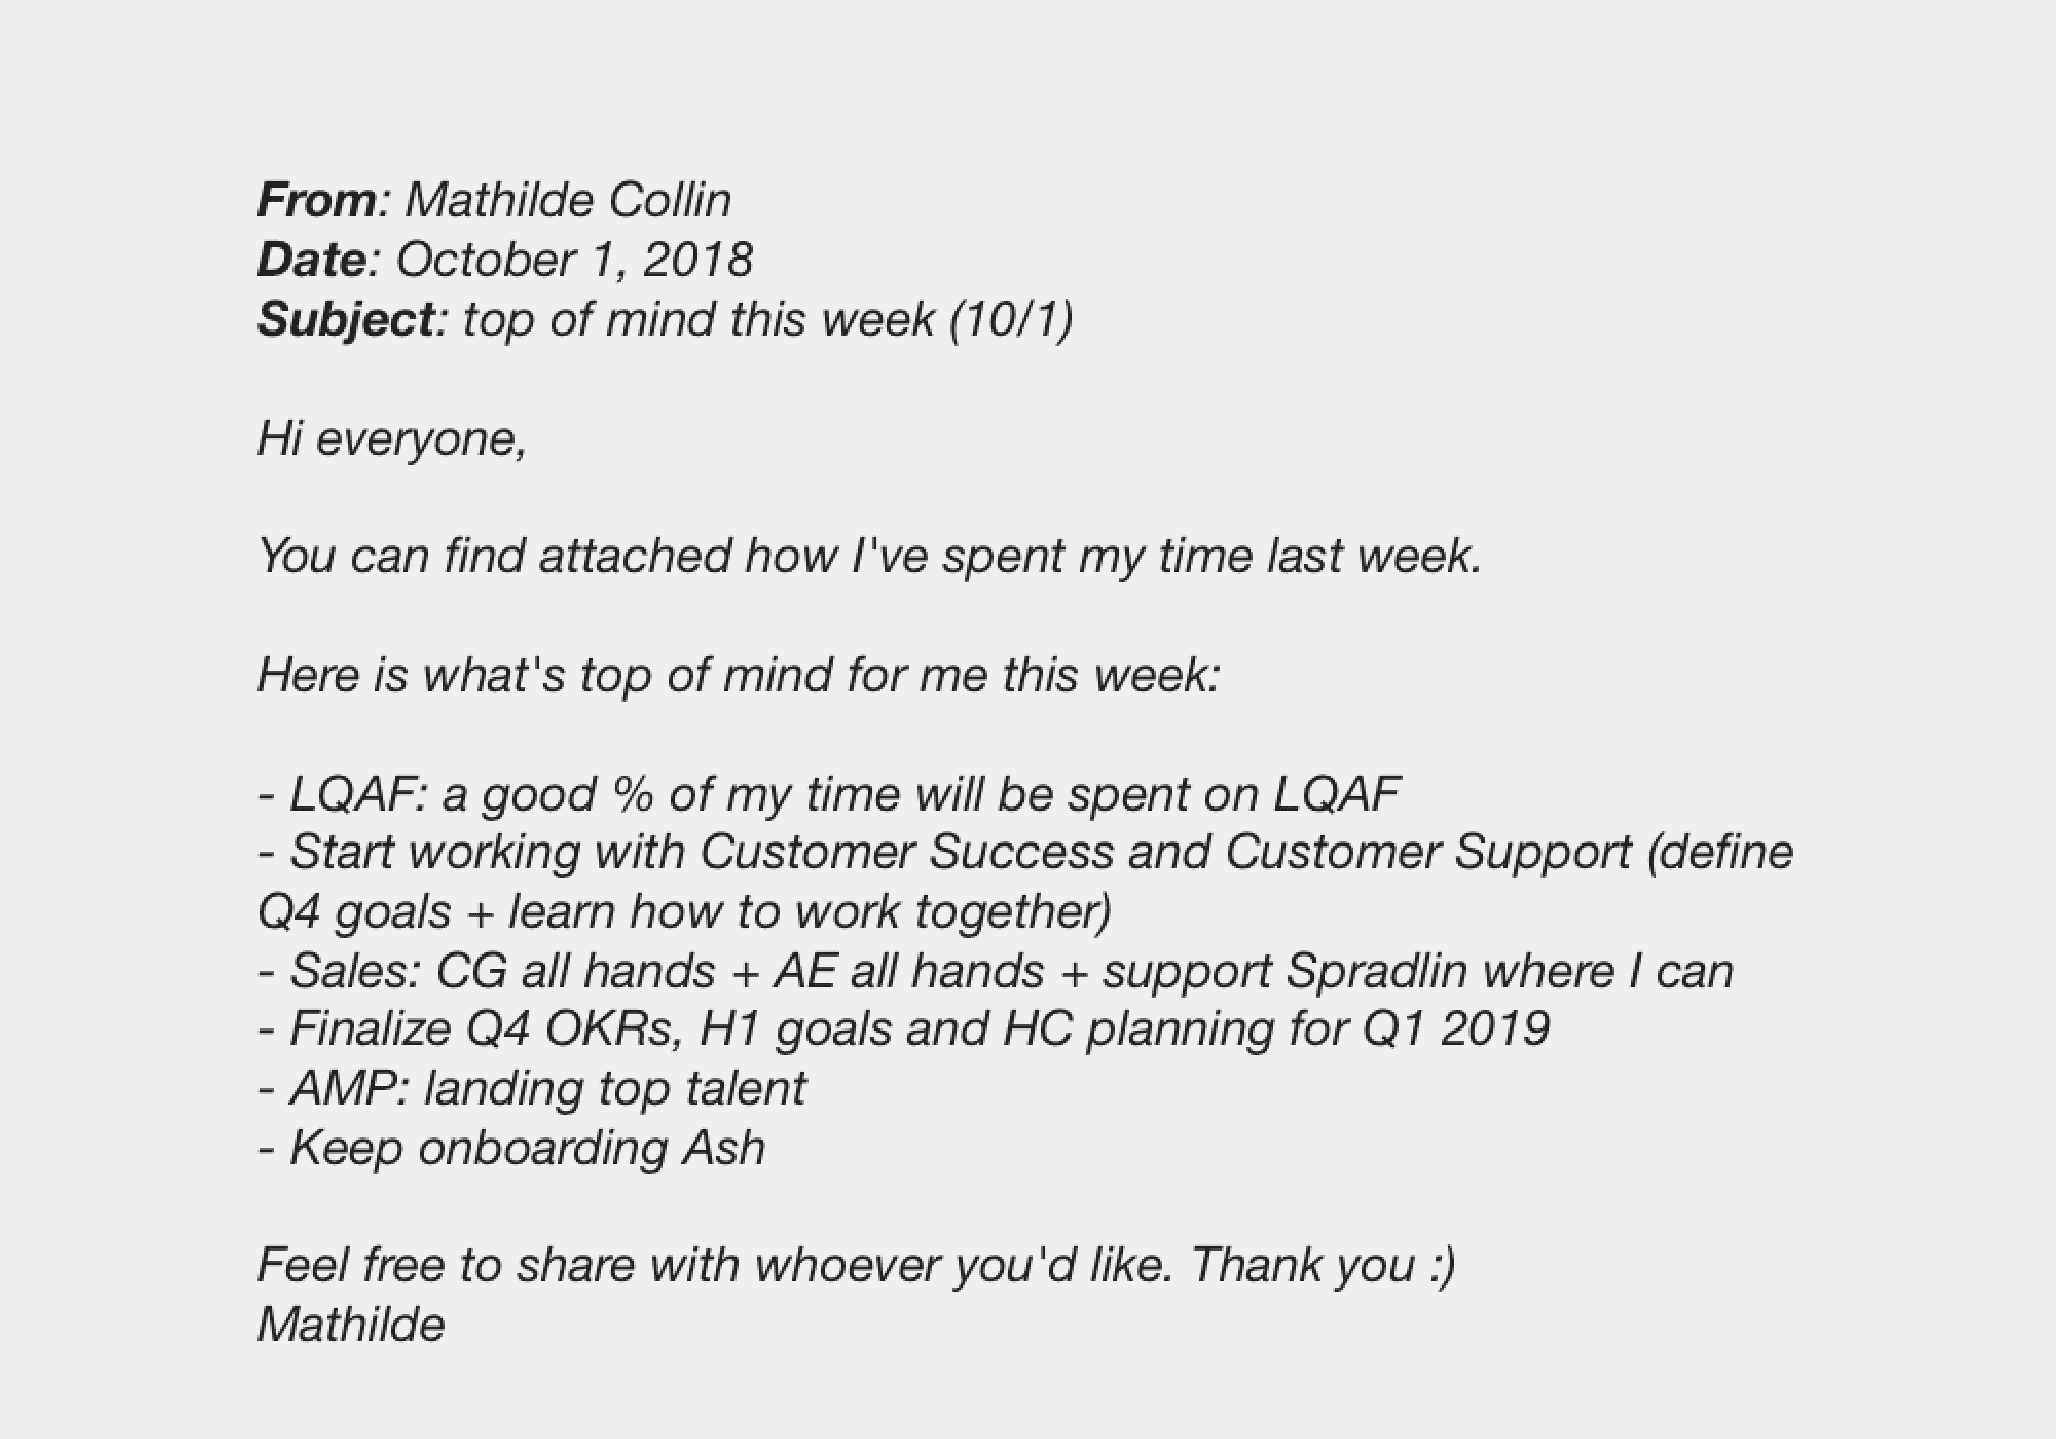 From: Mathilde Collin
Date: October 1, 2018
Subject: top of mind this week (10/1)
Hi everyone,
You can find attached how I've spent my time last week.
Here is what's top of mind for me this week:
- LQAF: a good % of my time will be spent on LQAF
- Start working with Customer Success and Customer Support (define
Q4 goals + learn how to work together)
- Sales: CG all hands + AE all hands + support Spradlin where I can
- Finalize Q4 OKRs, H1 goals and HC planning for Q1 2019
- AMP: landing top talent
- Keep onboarding Ash
Feel free to share with whoever you'd like. Thank you :)
Mathilde